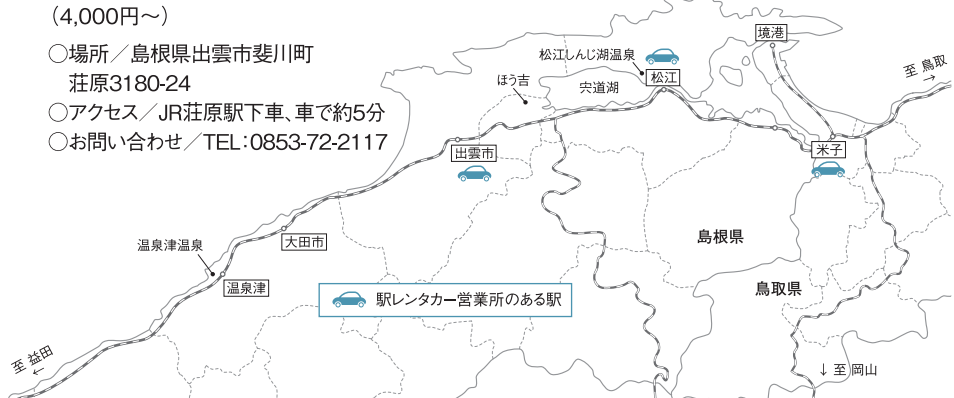 （4,000円〜）
○場所／島根県出雲市斐川町
荘原3180-24
○アクセス／JR荘原駅下車、車で約5分
○お問い合わせ／TEL：0853-72-2117
境港
松江しんじ湖温泉
松江
至 鳥取
→
ほう吉
宍道湖
出雲市
米子
島根県
大田市
温泉津温泉
温泉津
鳥取県
駅レンタカー営業所のある駅
至 益田
←
↓ 至 岡山